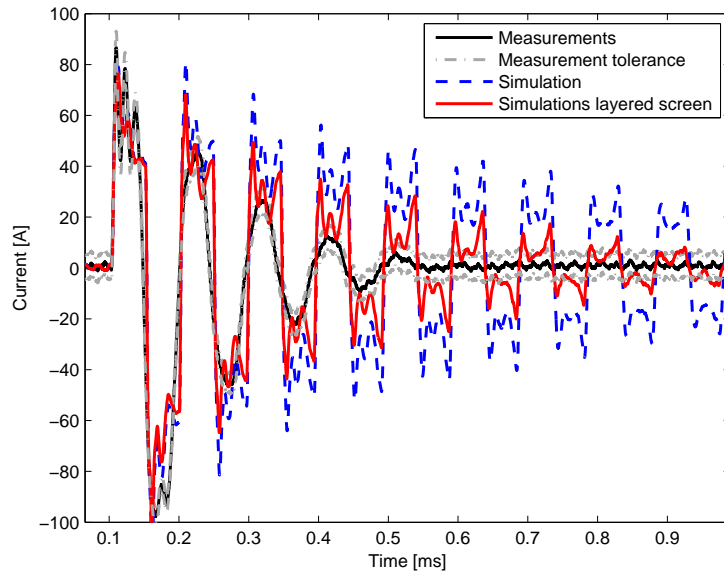 100
80
60
40
20
0
−20
−40
−60
−80
−100
Current [A]
0.1 0.2 0.3 0.4 0.5 0.6 0.7 0.8 0.9
Time [ms]
Measurements
Measurement tolerance
Simulation
Simulations layered screen